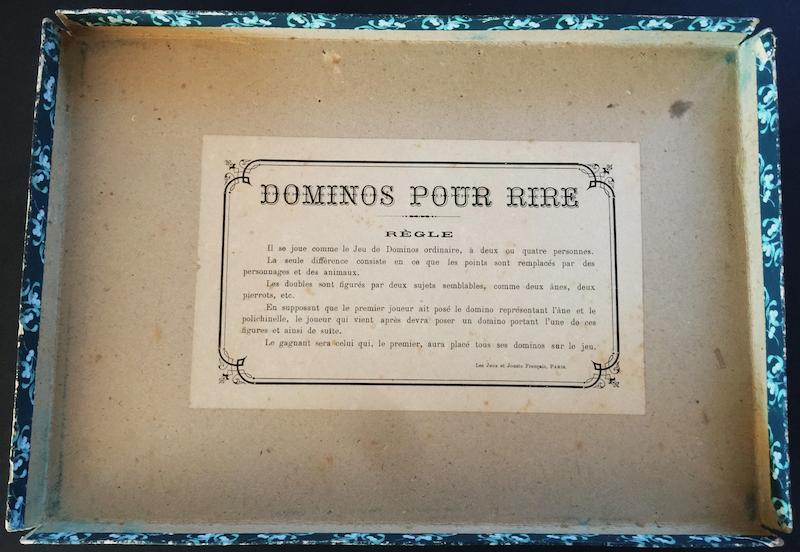 DOMINOS POUR RIRE
RÈGLE
Il se joue comme le Jeu de Dominos ordinaire, à deux ou quatre personnes.
La seule différence consiste en ce que les points sont remplacés par des
personnages et des animaux.
Les doubles sont figurés par deux sujets semblables, comme deux ânes, deux
pierrots, etc.
En supposant que le premier joueur ait posé le domino représentant l'âne et le
polichinelle, le joueur qui vient après devra poser un domino portant l'une de ces
figures et ainsi de suite.
Le gagnant sera celui qui, le premier, aura placé tous ses dominos sur le jeu.
Les Jeux et Jouets Français, PARIS.